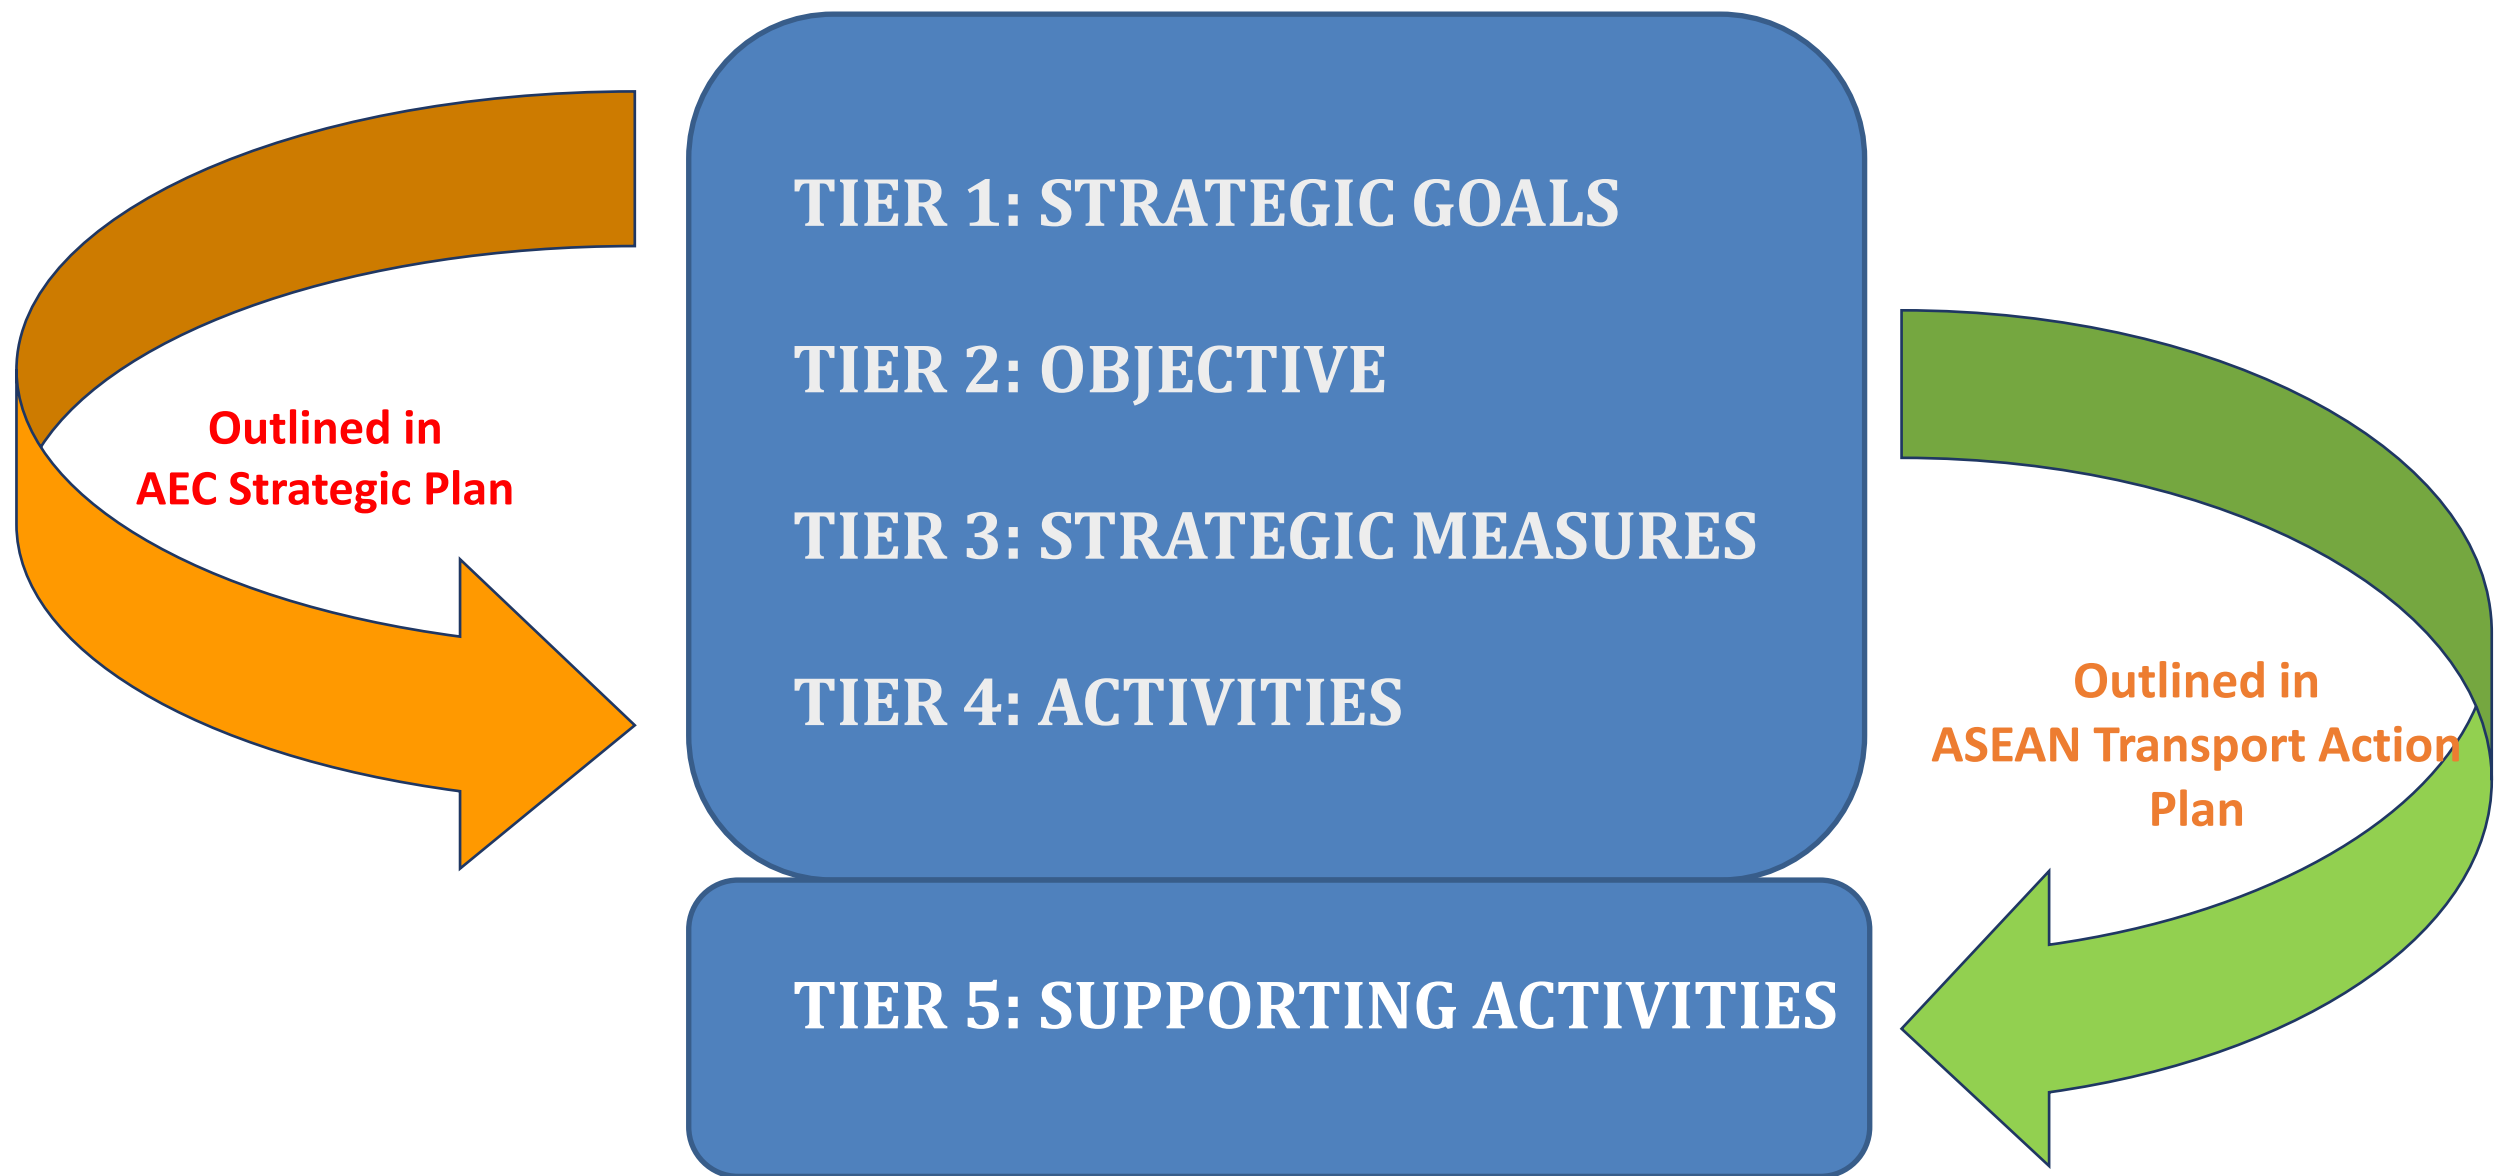 TIER 1: STRATEGIC GOALS
TIER 2: OBJECTIVE
TIER 3: STRATEGIC MEASURES
TIER 4: ACTIVITIES
TIER 5: SUPPORTING ACTIVITIES
Outlined in
AEC Strategic Plan
Outlined in
ASEAN Transport Action
Plan